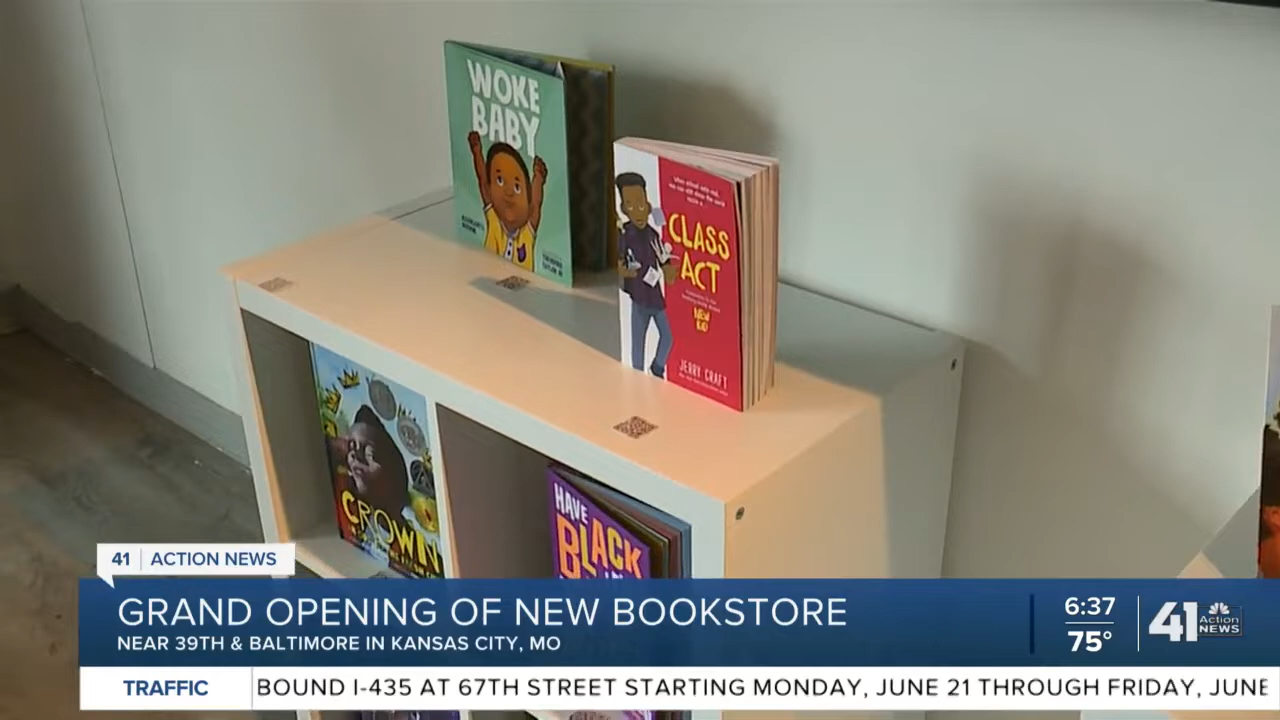 WOKE
BABY
CLASS
ACT
NEW
KID
JERRY CRAFT
CROWN
HAVE
BLACK
41 ACTION NEWS
GRAND OPENING OF NEW BOOKSTORE
NEAR 39TH & BALTIMORE IN KANSAS CITY, MO
6:37
75°
41 Action
NEWS
TRAFFIC
BOUND I-435 AT 67TH STREET STARTING MONDAY, JUNE 21 THROUGH FRIDAY, JUNE